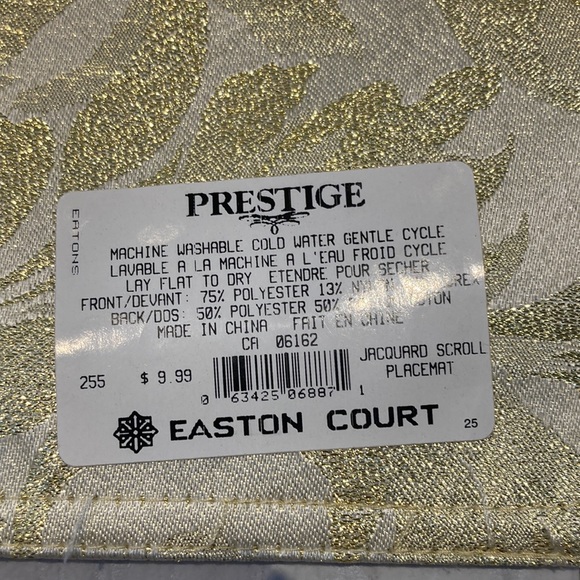 PRESTIGE
EATONS
MACHINE WASHABLE COLD WATER GENTLE CYCLE
LAVABLE A LA MACHINE A L'EAU FROID CYCLE
LAY FLAT TO DRY ETENDRE POUR SECHER
FRONT/DEVANT: 75% POLYESTER 13%
BACK/DOS: 50% POLYESTER 50%
MADE IN CHINA FAIT EN CHINE
CA 06162
JACQUARD SCROLL
PLACEMAT
255 $ 9.99
0 63425 06887 1
EASTON COURT
25